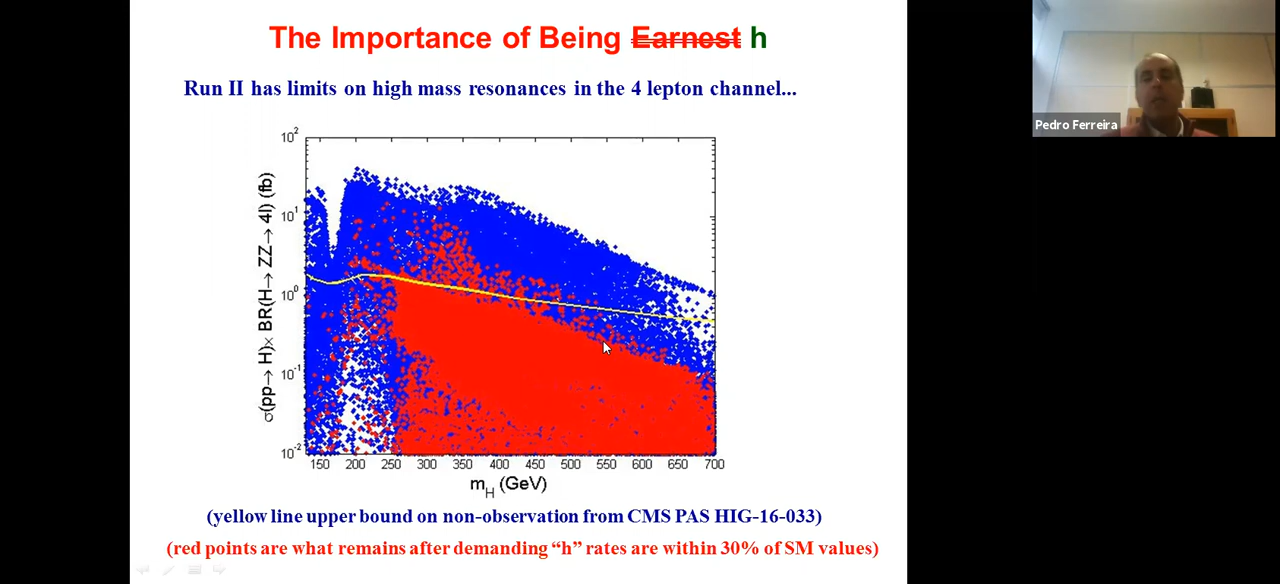 The Importance of Being Earnest h
Run II has limits on high mass resonances in the 4 lepton channel...
Pedro Ferreira
σ(pp→ H)× BR(H→ ZZ→ 4l) (fb)
10²
10¹
10⁰
10⁻¹
10⁻²
150 200 250 300 350 400 450 500 550 600 650 700
m_H (GeV)
(yellow line upper bound on non-observation from CMS PAS HIG-16-033)
(red points are what remains after demanding “h” rates are within 30% of SM values)